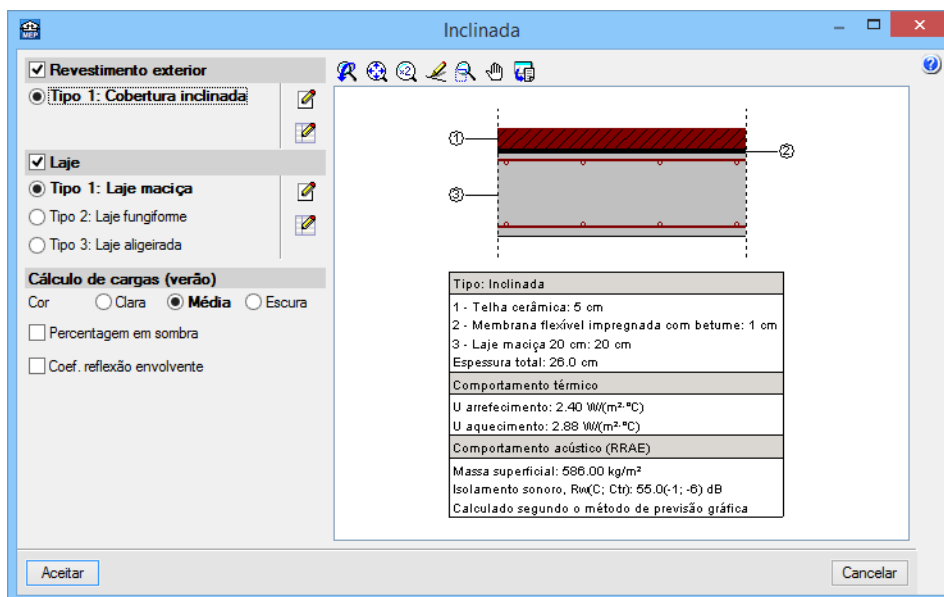 MEP
Inclinada
Revestimento exterior
Tipo 1: Cobertura inclinada
Laje
Tipo 1: Laje maciça
Tipo 2: Laje fungiforme
Tipo 3: Laje aligeirada
Cálculo de cargas (verão)
Cor Clara Média Escura
Percentagem em sombra
Coef. reflexão envolvente
x2
1
2
3
Tipo: Inclinada
1 - Telha cerâmica: 5 cm
2 - Membrana flexível impregnada com betume: 1 cm
3 - Laje maciça 20 cm: 20 cm
Espessura total: 26.0 cm
Comportamento térmico
U arrefecimento: 2.40 W/(m²·°C)
U aquecimento: 2.88 W/(m²·°C)
Comportamento acústico (RRAE)
Massa superficial: 586.00 kg/m²
Isolamento sonoro, Rw(C; Ctr): 55.0(-1; -6) dB
Calculado segundo o método de previsão gráfica
Aceitar
Cancelar